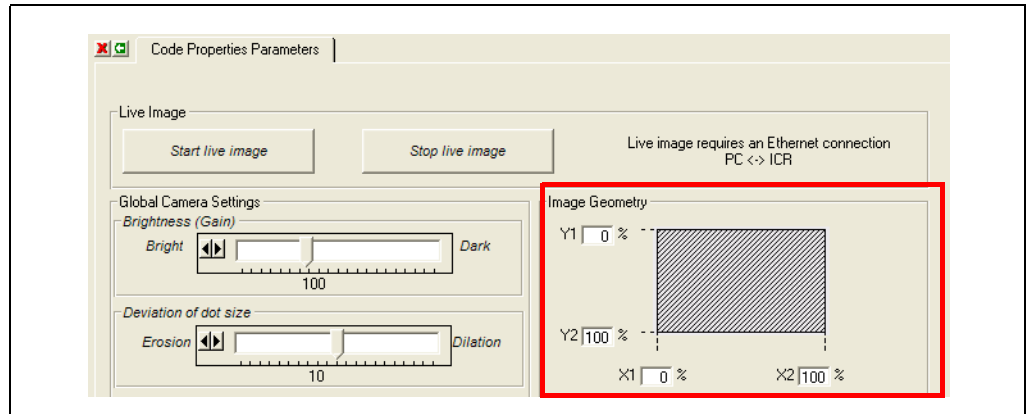 Code Properties Parameters
Live Image
Start live image
Stop live image
Live image requires an Ethernet connection
PC <-> ICR
Global Camera Settings
Brightness (Gain)
Bright
Dark
100
Deviation of dot size
Erosion
Dilation
10
Image Geometry
Y1 0 %
Y2 100 %
X1 0 % X2 100 %